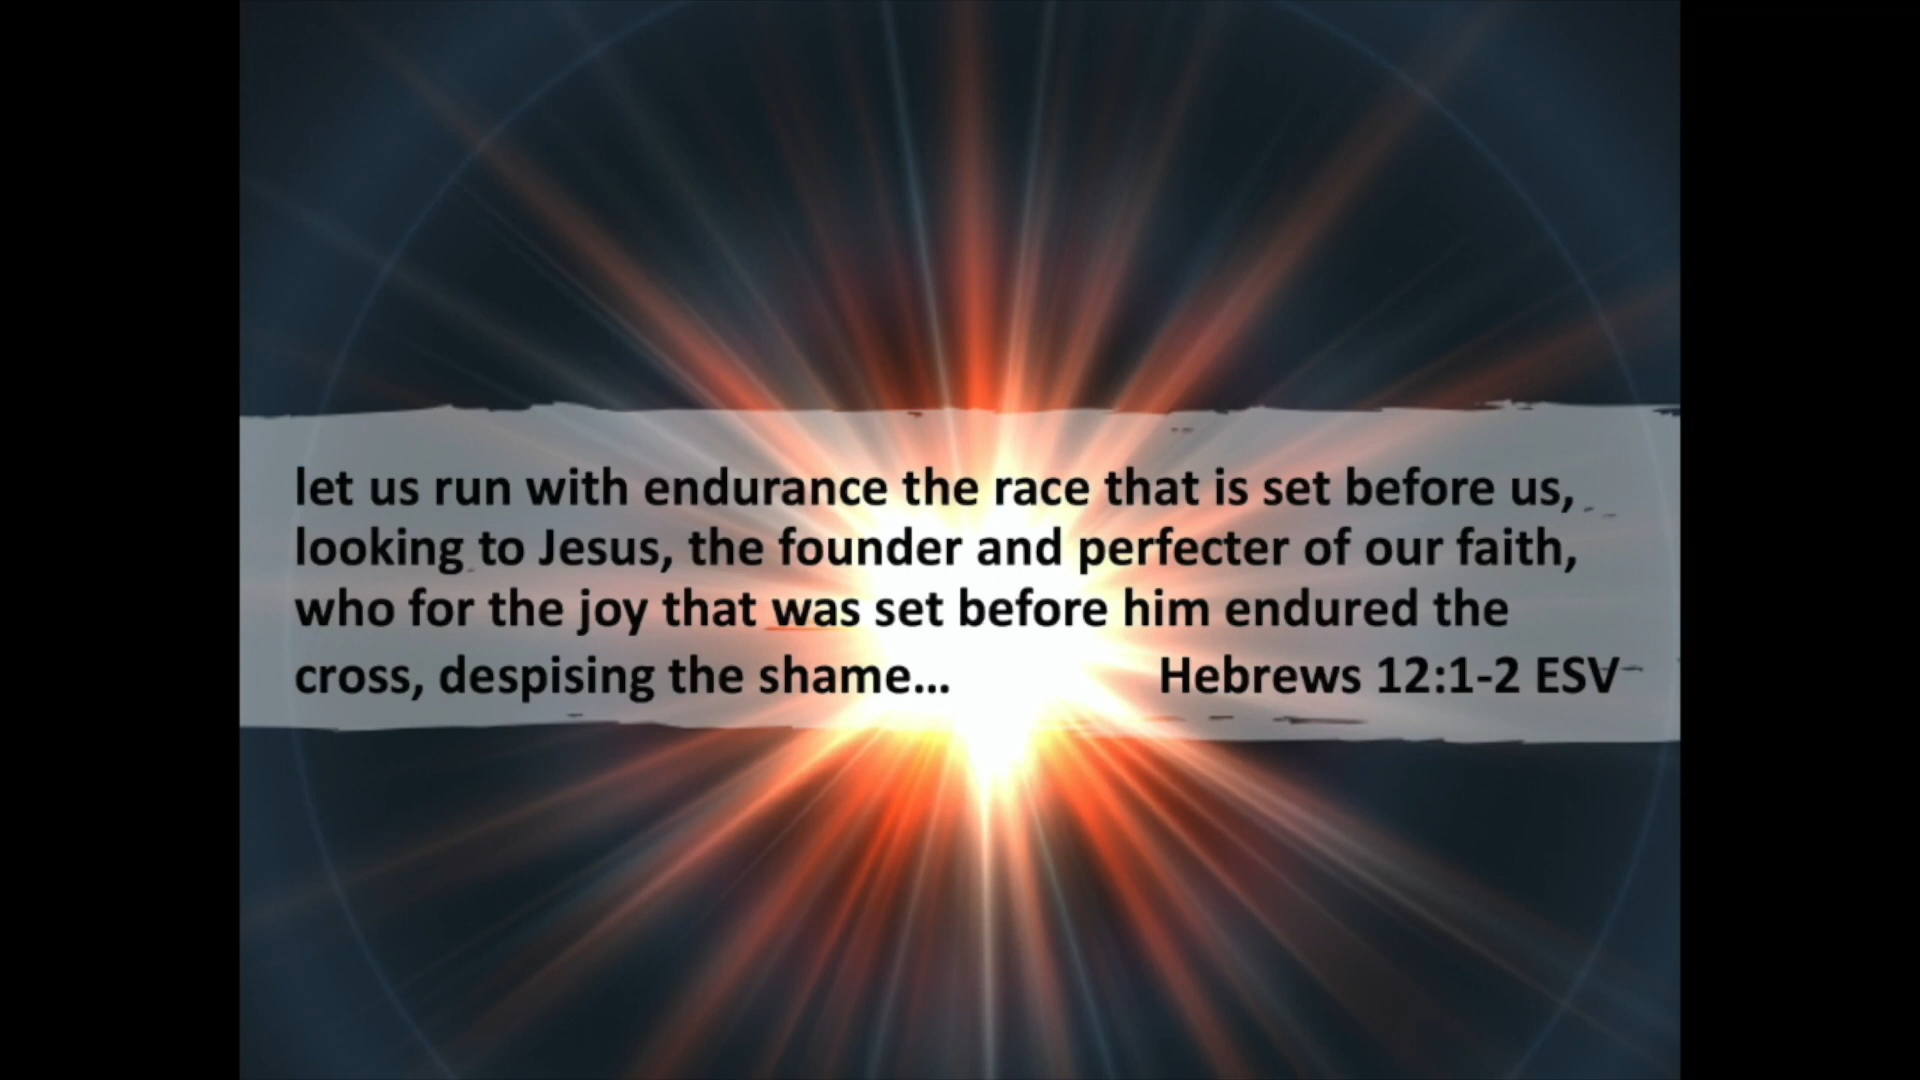 let us run with endurance the race that is set before us,
looking to Jesus, the founder and perfecter of our faith,
who for the joy that was set before him endured the
cross, despising the shame... Hebrews 12:1-2 ESV